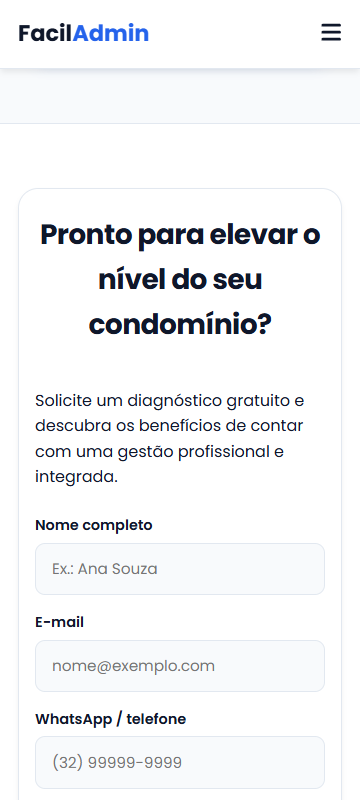 FacilAdmin
Pronto para elevar o
nível do seu
condomínio?
Solicite um diagnóstico gratuito e
descubra os benefícios de contar
com uma gestão profissional e
integrada.
Nome completo
Ex.: Ana Souza
E-mail
nome@exemplo.com
WhatsApp / telefone
(32) 99999-9999